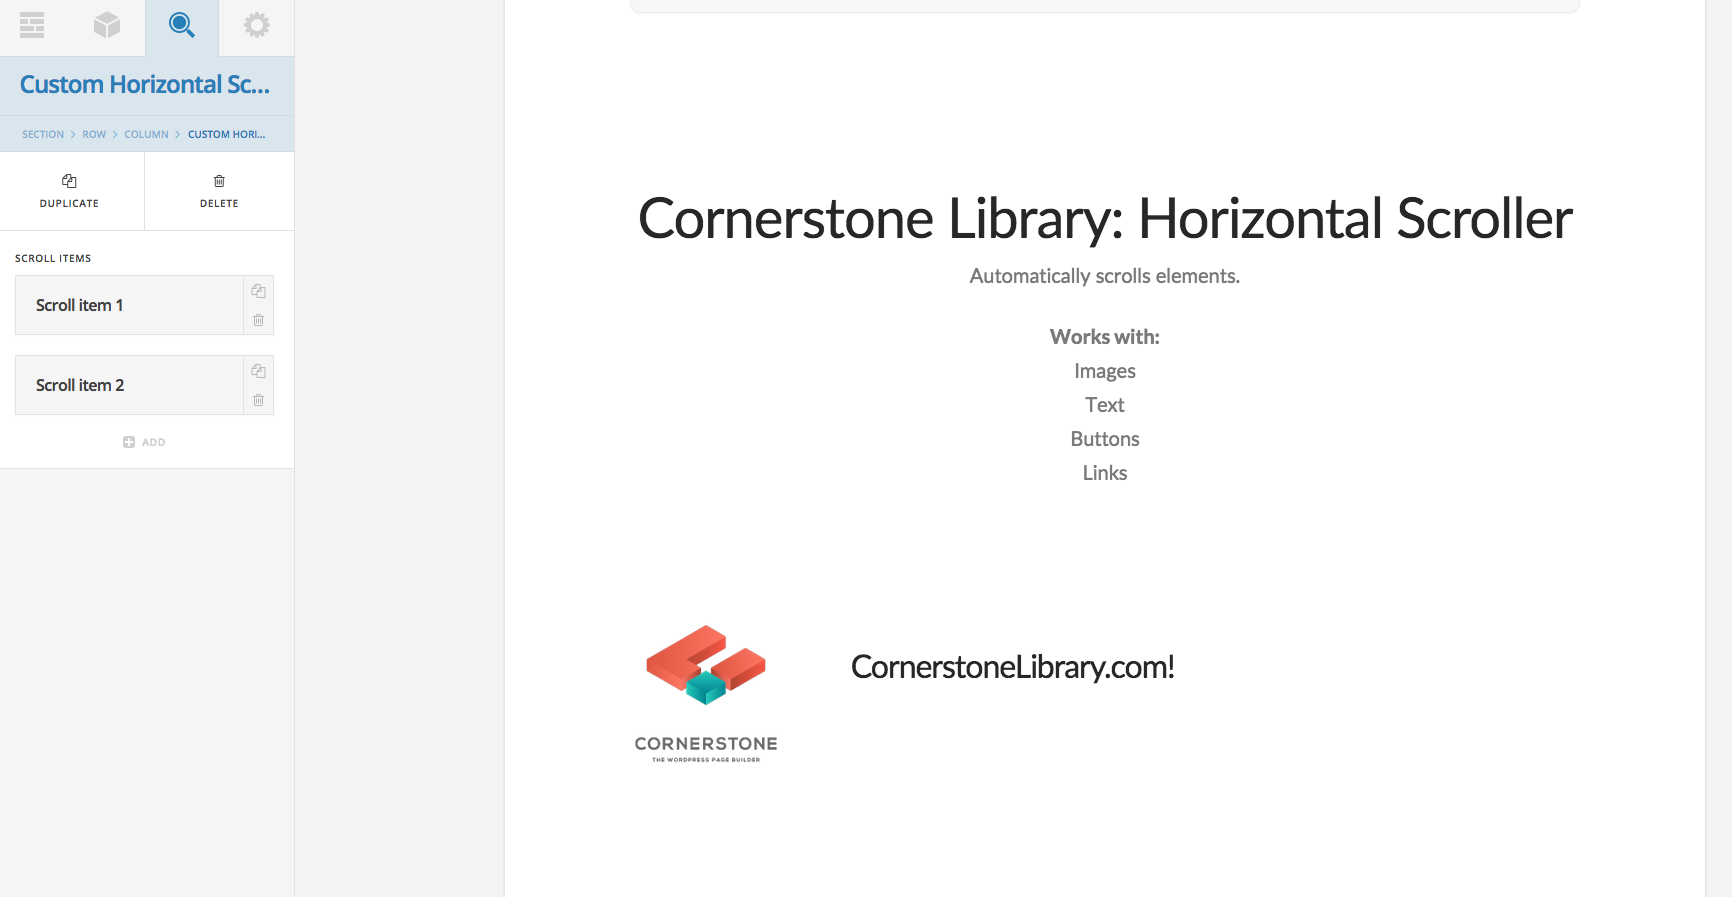 Custom Horizontal Sc...
SECTION > ROW > COLUMN > CUSTOM HORI...
DUPLICATE
DELETE
SCROLL ITEMS
Scroll item 1
Scroll item 2
ADD
Cornerstone Library: Horizontal Scroller
Automatically scrolls elements.
Works with:
Images
Text
Buttons
Links
CORNERSTONE
THE WORDPRESS PAGE BUILDER
CornerstoneLibrary.com!